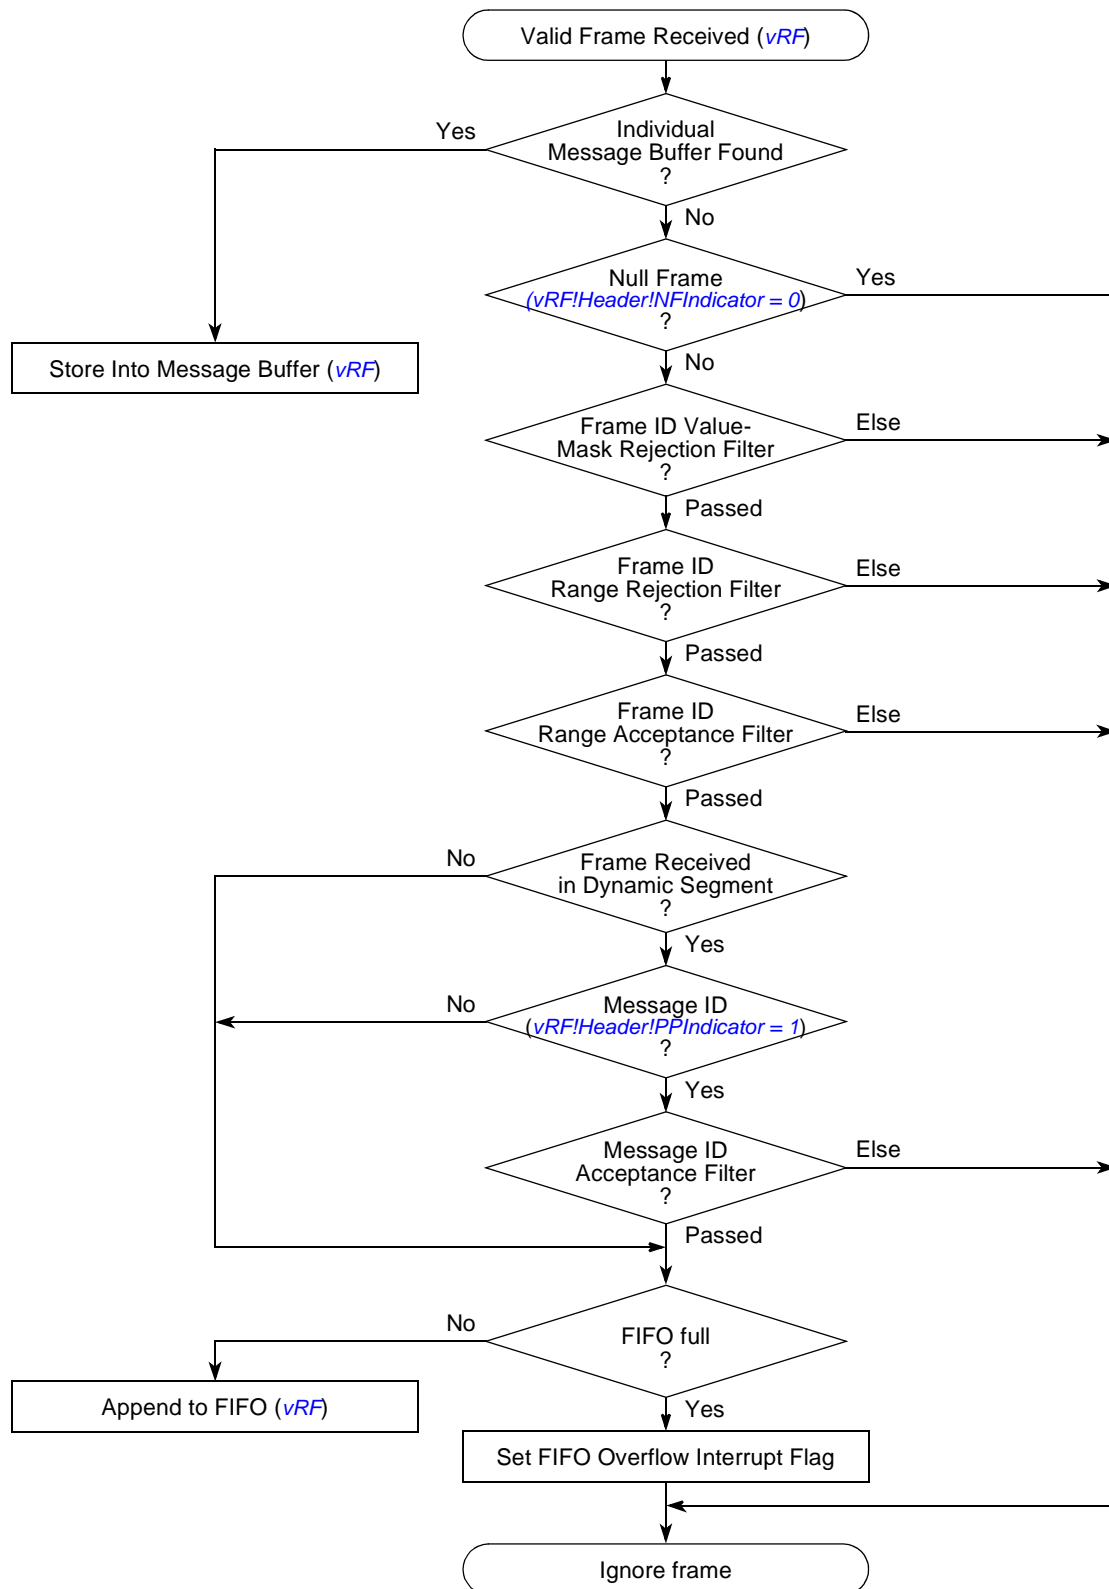 Valid Frame Received (vRF)
Individual
Message Buffer Found
?
Yes
No
Null Frame
(vRF!Header!NFIndicator = 0)
?
Yes
Store Into Message Buffer (vRF)
No
Frame ID Value-
Mask Rejection Filter
?
Else
Passed
Frame ID
Range Rejection Filter
?
Else
Passed
Frame ID
Range Acceptance Filter
?
Else
Passed
No
Frame Received
in Dynamic Segment
?
Yes
No
Message ID
(vRF!Header!PPIndicator = 1)
?
Yes
Message ID
Acceptance Filter
?
Else
Passed
No
FIFO full
?
Append to FIFO (vRF)
Yes
Set FIFO Overflow Interrupt Flag
Ignore frame